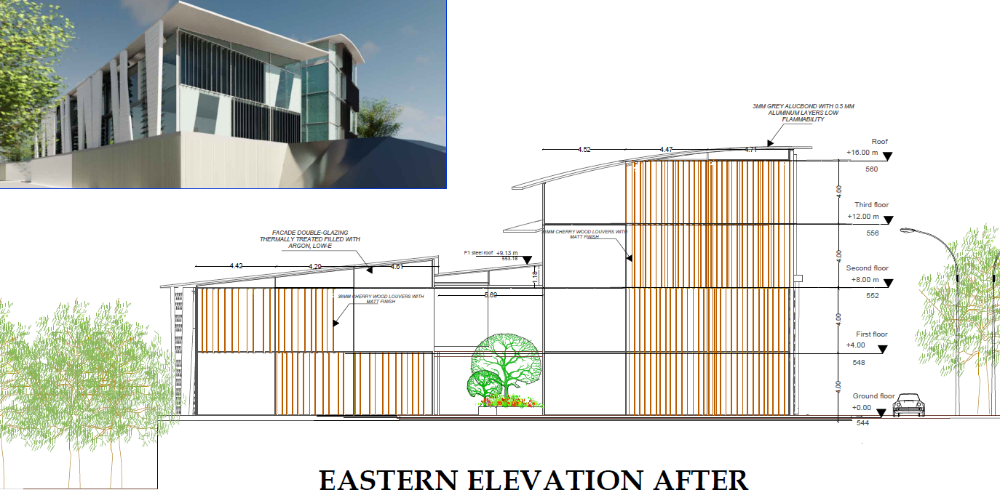 3MM GREY ALUCBOND WITH 0.5 MM
ALUMINUM LAYERS LOW
FLAMMABILITY
Roof
+16.00 m
560
4.52
4.47
4.71
4.00
Third floor
+12.00 m
556
36MM CHERRY WOOD LOUVERS WITH
MATT FINISH
FACADE DOUBLE-GLAZING
THERMALLY TREATED FILLED WITH
ARGON, LOW-E
F1 steel roof +9.13 m
553.18
4.00
4.42
4.29
4.61
1.18
Second floor
+8.00 m
552
5.69
36MM CHERRY WOOD LOUVERS WITH
MATT FINISH
4.00
First floor
+4.00
548
4.00
Ground floor
+0.00
544
EASTERN ELEVATION AFTER